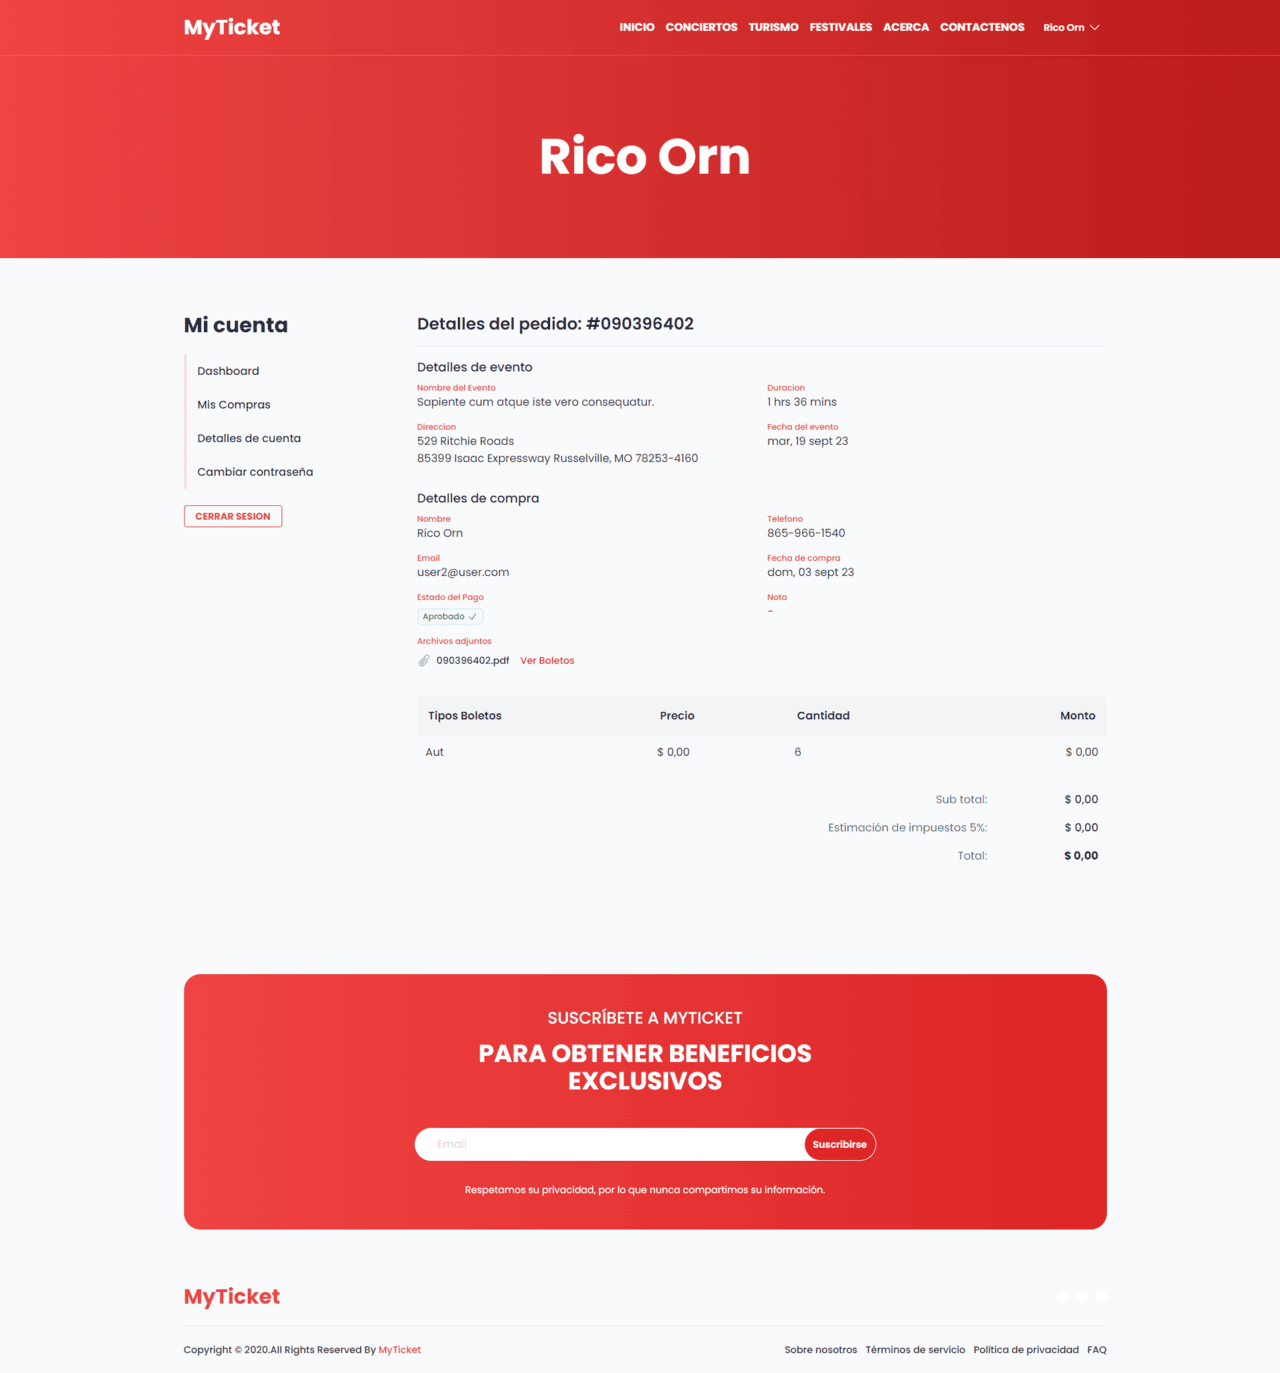 MyTicket
INICIO CONCIERTOS TURISMO FESTIVALES ACERCA CONTACTENOS Rico Orn
Rico Orn
Mi cuenta
Dashboard
Mis Compras
Detalles de cuenta
Cambiar contraseña
CERRAR SESION
Detalles del pedido: #090396402
Detalles de evento
Nombre del Evento
Sapiente cum atque iste vero consequatur.
Duracion
1 hrs 36 mins
Direccion
529 Ritchie Roads
85399 Isaac Expressway Russelville, MO 78253-4160
Fecha del evento
mar, 19 sept 23
Detalles de compra
Nombre
Rico Orn
Telefono
865-966-1540
Email
user2@user.com
Fecha de compra
dom, 03 sept 23
Estado del Pago
Aprobado
Nota
-
Archivos adjuntos
090396402.pdf Ver Boletos
Tipos Boletos Precio Cantidad Monto
Aut $ 0,00 6 $ 0,00
Sub total: $ 0,00
Estimación de impuestos 5%: $ 0,00
Total: $ 0,00
SUSCRÍBETE A MYTICKET
PARA OBTENER BENEFICIOS
EXCLUSIVOS
Email
Suscribirse
Respetamos su privacidad, por lo que nunca compartimos su información.
MyTicket
Copyright © 2020.All Rights Reserved By MyTicket
Sobre nosotros Términos de servicio Política de privacidad FAQ